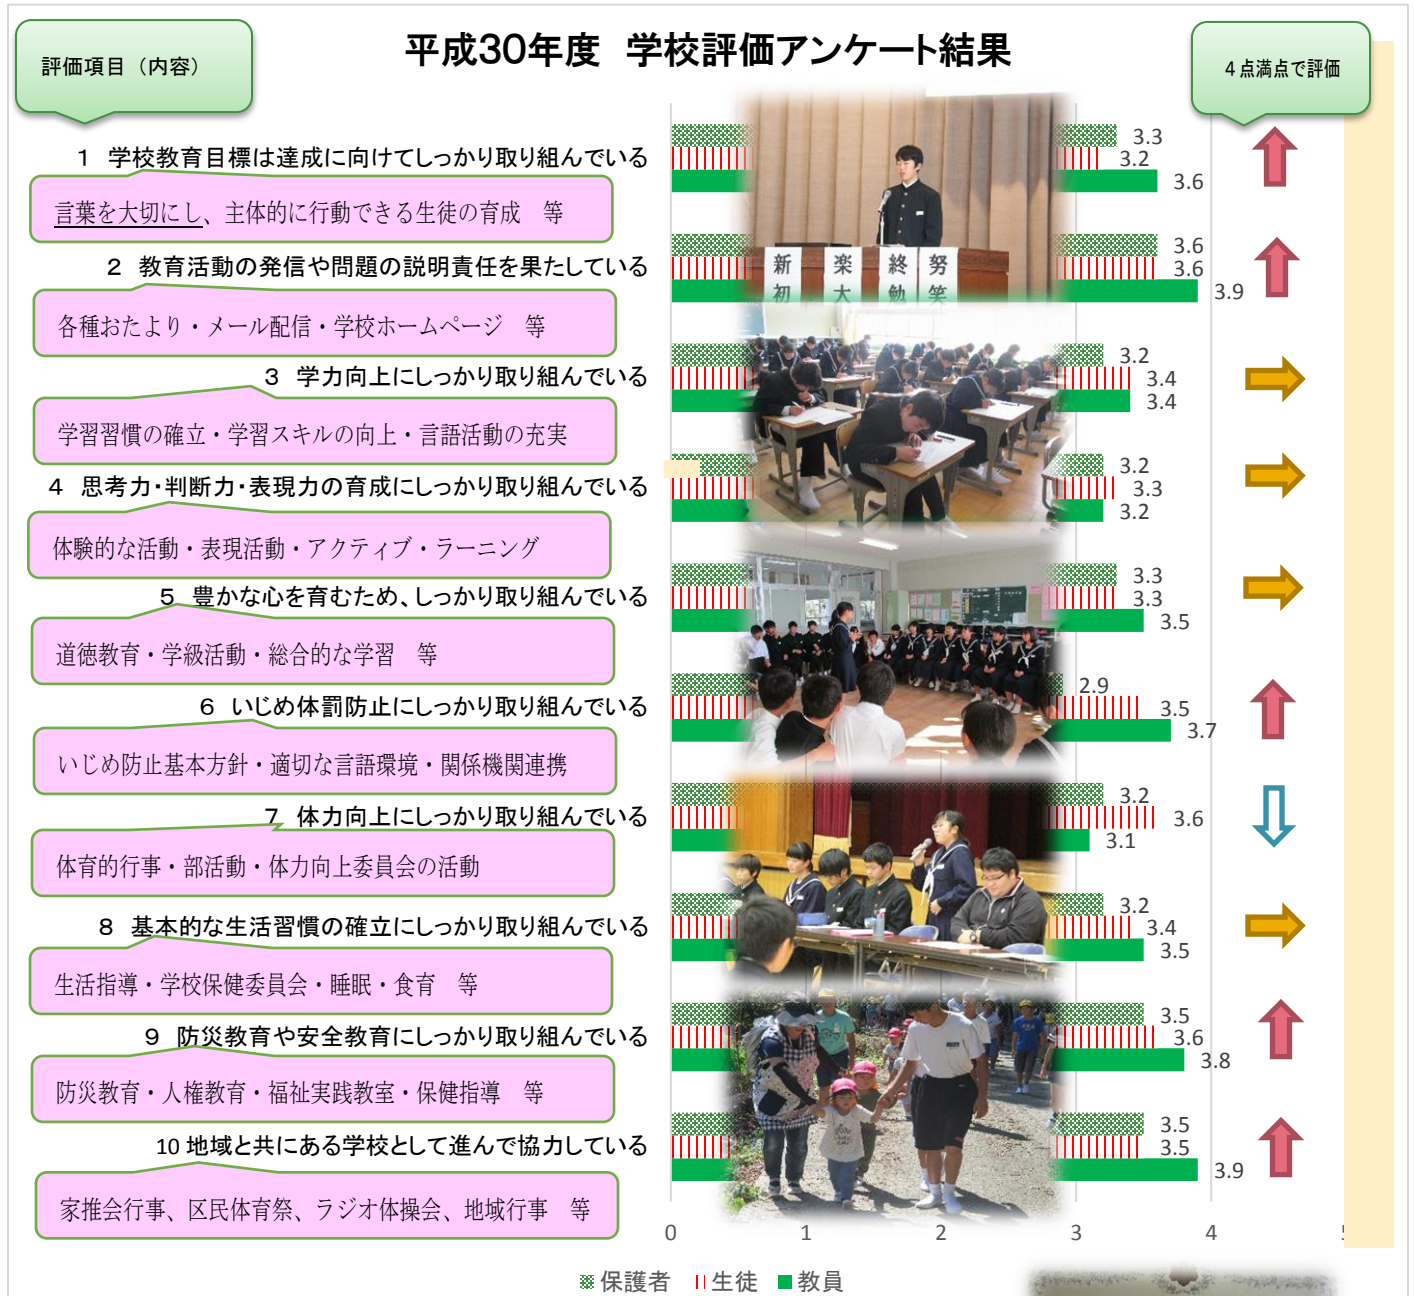 平成30年度 学校評価アンケート結果
評価項目（内容）
4点満点で評価
1 学校教育目標は達成に向けてしっかり取り組んでいる
言葉を大切にし、主体的に行動できる生徒の育成 等
3.3
3.2
3.6
2 教育活動の発信や問題の説明責任を果たしている
各種おたより・メール配信・学校ホームページ 等
3.6
3.6
3.9
新 楽 終 努
初 大 勉 笑
3 学力向上にしっかり取り組んでいる
学習習慣の確立・学習スキルの向上・言語活動の充実
3.2
3.4
3.4
4 思考力・判断力・表現力の育成にしっかり取り組んでいる
体験的な活動・表現活動・アクティブ・ラーニング
3.2
3.3
3.2
5 豊かな心を育むため、しっかり取り組んでいる
道徳教育・学級活動・総合的な学習 等
3.3
3.3
3.5
6 いじめ体罰防止にしっかり取り組んでいる
いじめ防止基本方針・適切な言語環境・関係機関連携
2.9
3.5
3.7
7 体力向上にしっかり取り組んでいる
体育的行事・部活動・体力向上委員会の活動
3.2
3.6
3.1
8 基本的な生活習慣の確立にしっかり取り組んでいる
生活指導・学校保健委員会・睡眠・食育 等
3.2
3.4
3.5
9 防災教育や安全教育にしっかり取り組んでいる
防災教育・人権教育・福祉実践教室・保健指導 等
3.5
3.6
3.8
10 地域と共にある学校として進んで協力している
家推会行事、区民体育祭、ラジオ体操会、地域行事 等
3.5
3.5
3.9
0 1 2 3 4
保護者 生徒 教員